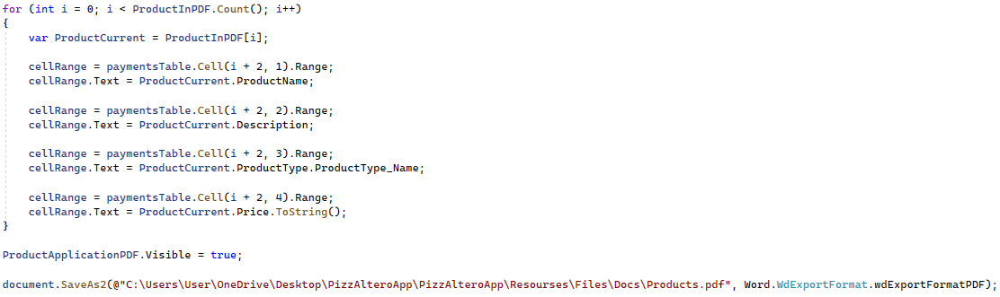 for (int i = 0; i < ProductInPDF.Count(); i++)
{
var ProductCurrent = ProductInPDF[i];
cellRange = paymentsTable.Cell(i + 2, 1).Range;
cellRange.Text = ProductCurrent.ProductName;
cellRange = paymentsTable.Cell(i + 2, 2).Range;
cellRange.Text = ProductCurrent.Description;
cellRange = paymentsTable.Cell(i + 2, 3).Range;
cellRange.Text = ProductCurrent.ProductType.ProductType_Name;
cellRange = paymentsTable.Cell(i + 2, 4).Range;
cellRange.Text = ProductCurrent.Price.ToString();
}
ProductApplicationPDF.Visible = true;
document.SaveAs2(@"C:\Users\User\OneDrive\Desktop\PizzAlteroApp\PizzAlteroApp\Resourses\Files\Docs\Products.pdf", Word.WdExportFormat.wdExportFormatPDF);